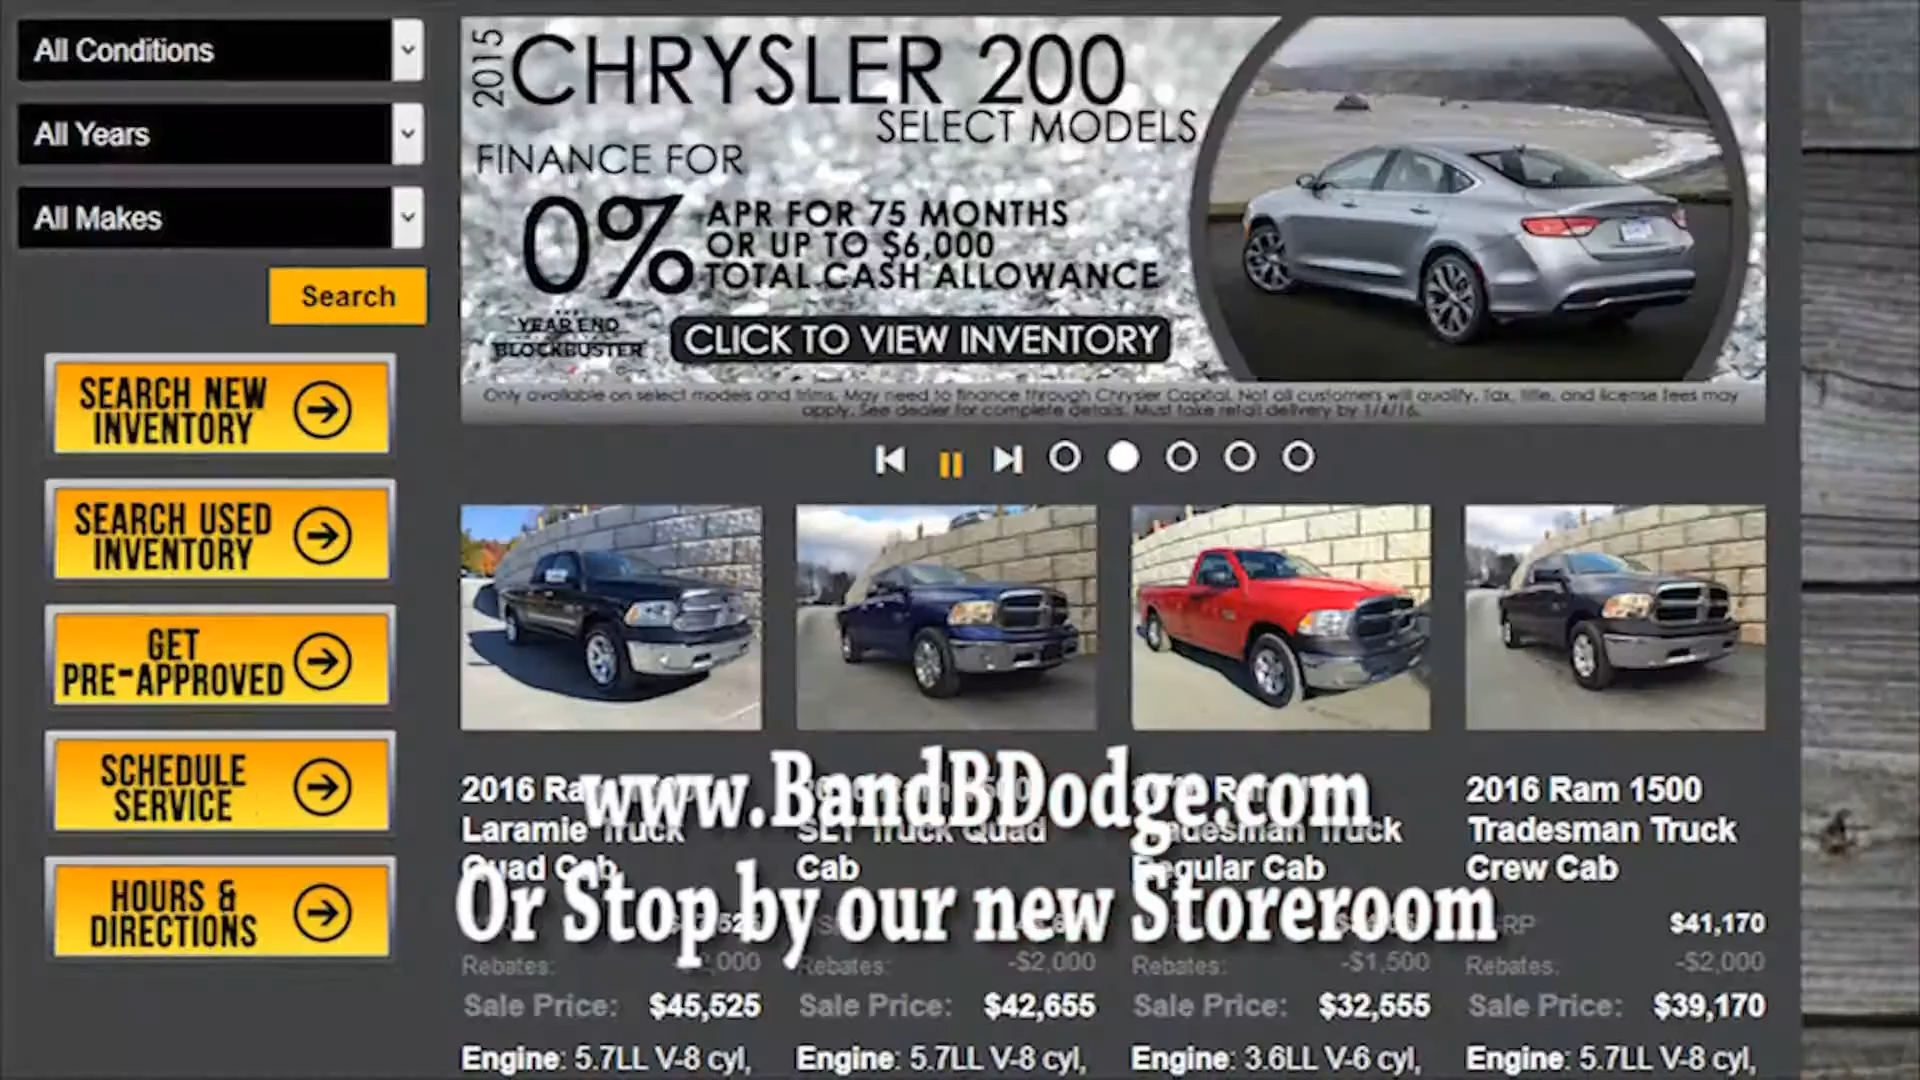 All Conditions
All Years
All Makes
Search
SEARCH NEW
INVENTORY
SEARCH USED
INVENTORY
GET
PRE-APPROVED
SCHEDULE
SERVICE
HOURS &
DIRECTIONS
2015
CHRYSLER 200
SELECT MODELS
FINANCE FOR
0%
APR FOR 75 MONTHS
OR UP TO $6,000
TOTAL CASH ALLOWANCE
YEAR END
BLOCKBUSTER
CLICK TO VIEW INVENTORY
Only available on select models and trims. May need to finance through Chrysler Capital. Not all customers will qualify. Tax, title, and license fees may
apply. See dealer for complete details. Must take retail delivery by 1/4/16.
www.BandBDodge.com
Or Stop by our new Storeroom
2016 Ram
Laramie Truck
Quad Cab
Rebates:
Sale Price: $45,525
Engine: 5.7LL V-8 cyl,
SLT Truck Quad
Cab
Rebates: -$2,000
Sale Price: $42,655
Engine: 5.7LL V-8 cyl,
Tradesman Truck
Regular Cab
Rebates: -$1,500
Sale Price: $32,555
Engine: 3.6LL V-6 cyl,
2016 Ram 1500
Tradesman Truck
Crew Cab
$41,170
Rebates: -$2,000
Sale Price: $39,170
Engine: 5.7LL V-8 cyl,